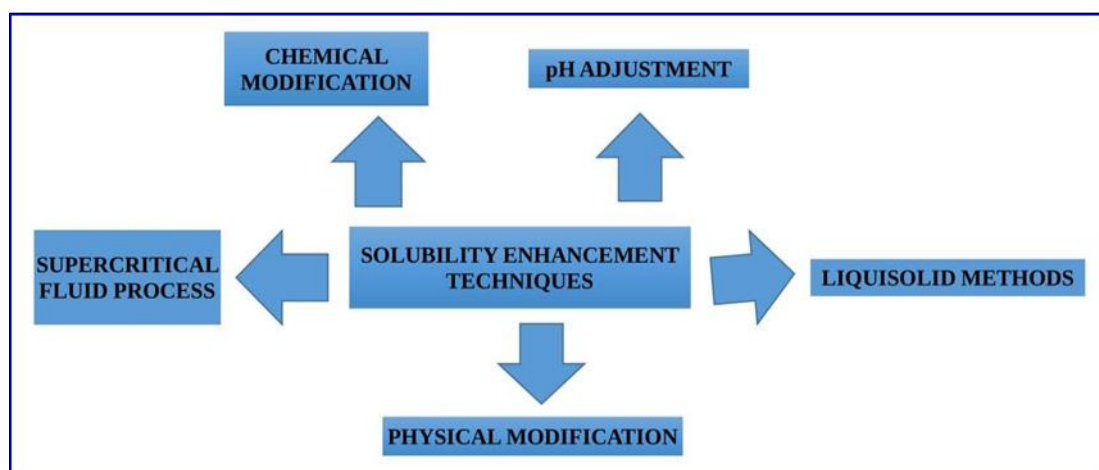 CHEMICAL
MODIFICATION
pH ADJUSTMENT
SUPERCRITICAL
FLUID PROCESS
SOLUBILITY ENHANCEMENT
TECHNIQUES
LIQUISOLID METHODS
PHYSICAL MODIFICATION